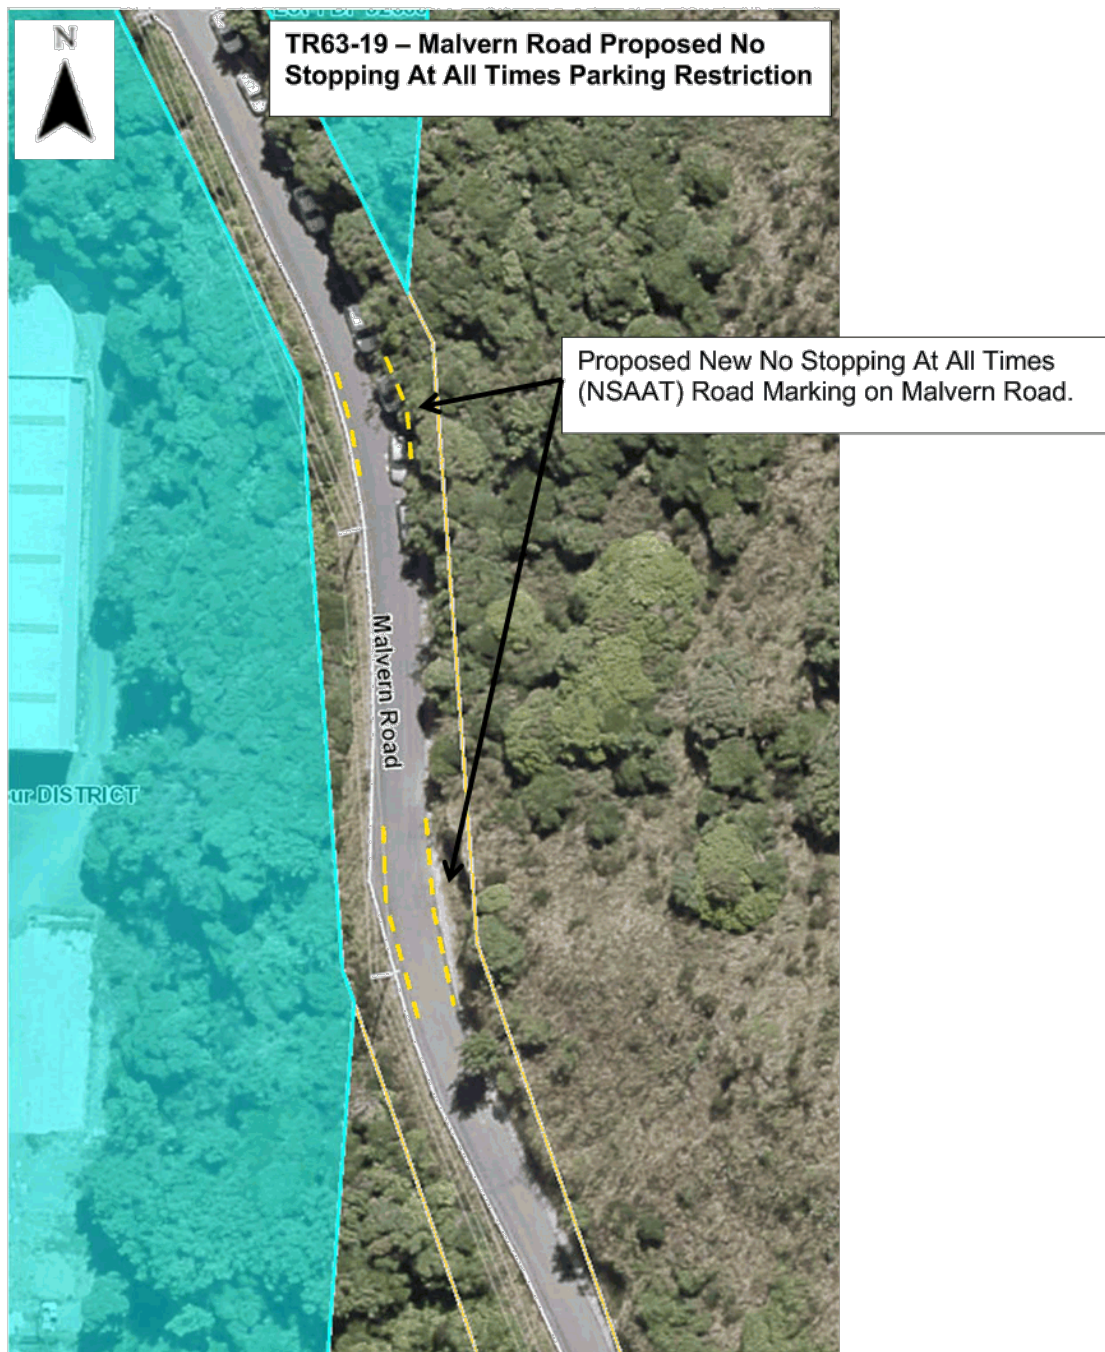 N
TR63-19 – Malvern Road Proposed No
Stopping At All Times Parking Restriction
Proposed New No Stopping At All Times
(NSAAT) Road Marking on Malvern Road.
Malvern Road
ur DISTRICT